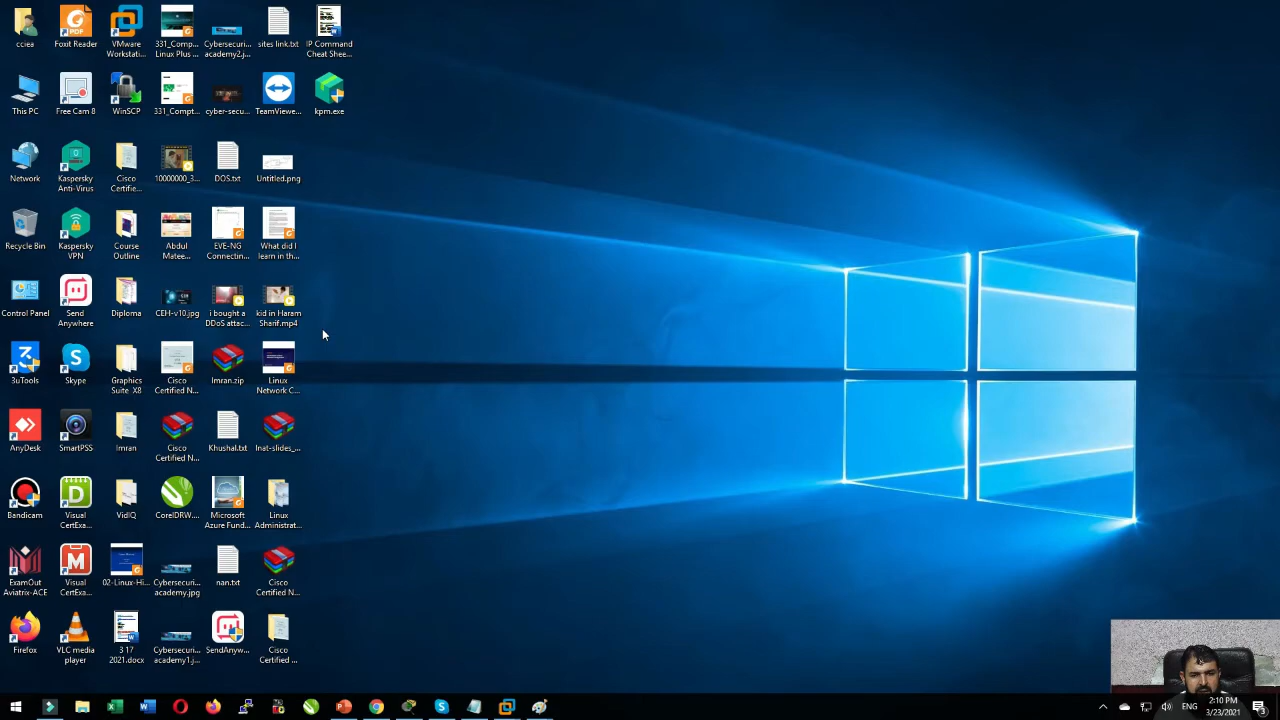 cciea
Foxit Reader
VMware
Workstati...
331_Comp...
Linux Plus ...
Cybersecuri...
academy2.j...
sites link.txt
IP Command
Cheat Shee...
This PC
Free Cam 8
WinSCP
331_Compt...
cyber-secu...
TeamViewe...
kpm.exe
Network
Kaspersky
Anti-Virus
Cisco
Certifie...
10000000_3...
DOS.txt
Untitled.png
Recycle Bin
Kaspersky
VPN
Course
Outline
Abdul
Matee...
EVE-NG
Connectin...
What did I
learn in th...
Control Panel
Send
Anywhere
Diploma
CEH-v10.jpg
i bought a
DDoS attac...
kid in Haram
Sharif.mp4
3uTools
Skype
Graphics
Suite X8
Cisco
Certified N...
Imran.zip
Linux
Network C...
AnyDesk
SmartPSS
Imran
Cisco
Certified N...
Khushal.txt
Inat-slides_...
Bandicam
Visual
CertExa...
VidIQ
CorelDRW....
Microsoft
Azure Fund...
Linux
Administrat...
ExamOut
Aviatrix-ACE
Visual
CertExa...
02-Linux-Hi...
Cybersecuri...
academy.jpg
nan.txt
Cisco
Certified N...
Firefox
VLC media
player
3 17
2021.docx
Cybersecuri...
academy1.j...
SendAnyw...
Cisco
Certified ...
ENG
2:10 PM
3/23/2021